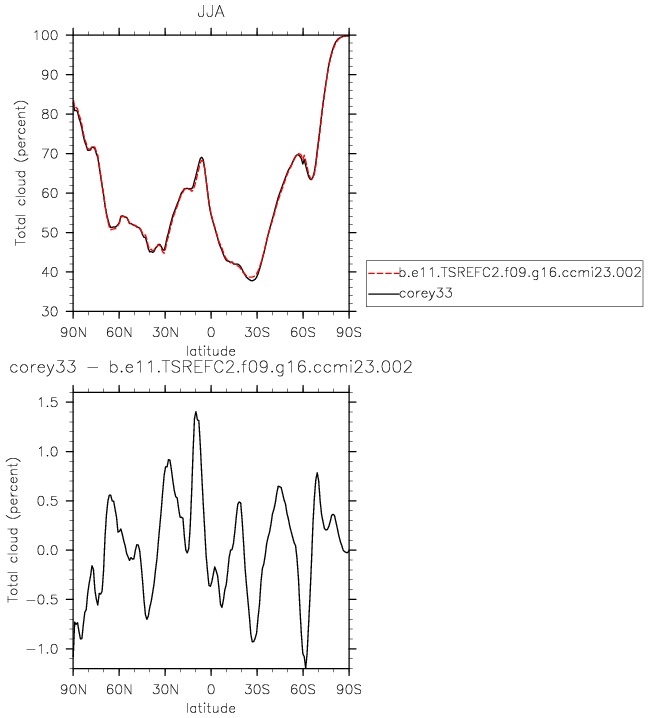 JJA
100
90
80
70
60
50
40
30
Total cloud (percent)
90N 60N 30N 0 30S 60S 90S
latitude
b.e11.TSREFC2.f09.g16.ccmi23.002
corey33
corey33 − b.e11.TSREFC2.f09.g16.ccmi23.002
1.5
1.0
0.5
0.0
−0.5
−1.0
Total cloud (percent)
90N 60N 30N 0 30S 60S 90S
latitude